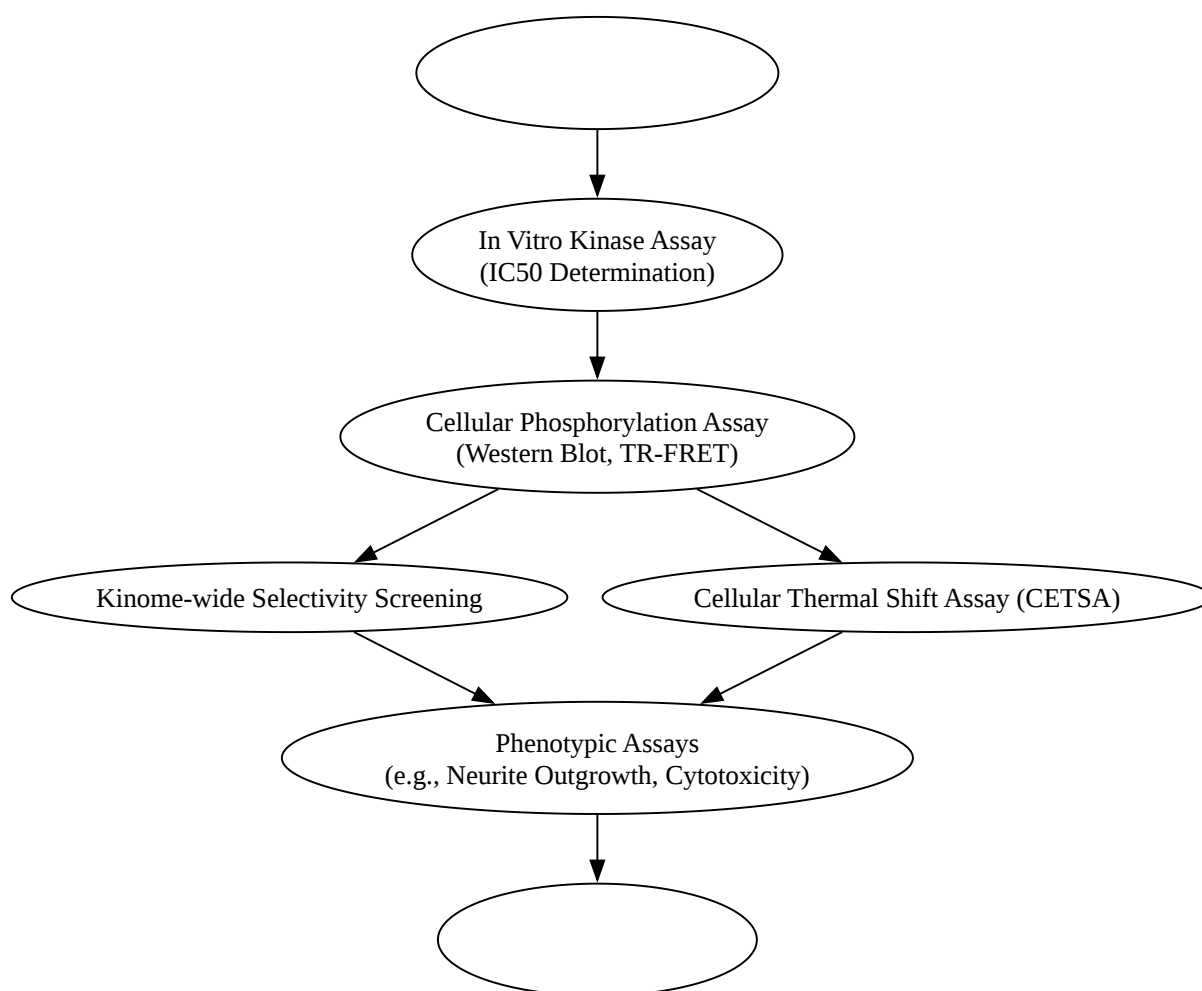 In Vitro Kinase Assay
(IC50 Determination)
Cellular Phosphorylation Assay
(Western Blot, TR-FRET)
Kinome-wide Selectivity Screening
Cellular Thermal Shift Assay (CETSA)
Phenotypic Assays
(e.g., Neurite Outgrowth, Cytotoxicity)